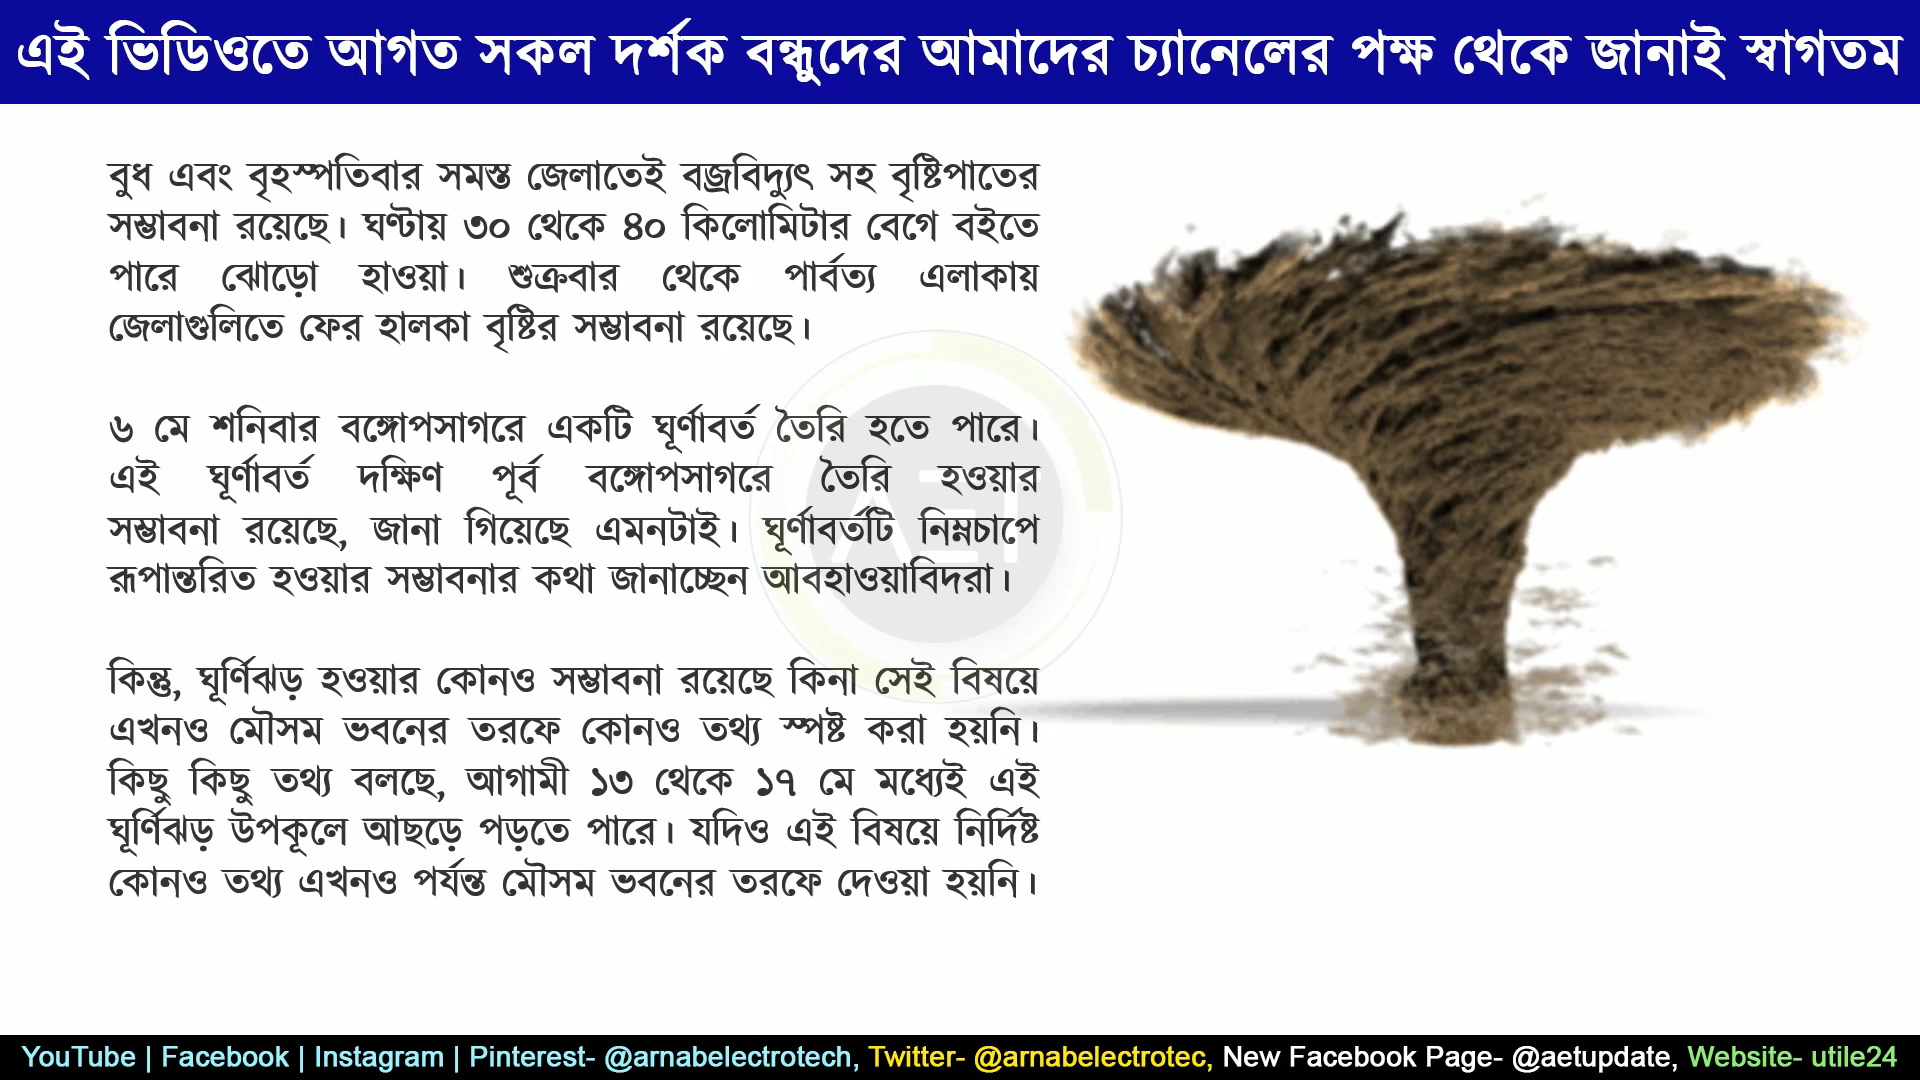 এই ভিডিওতে আগত সকল দর্শক বন্ধুদের আমাদের চ্যানেলের পক্ষ থেকে জানাই স্বাগতম
বুধ এবং বৃহস্পতিবার সমস্ত জেলাতেই বজ্রবিদ্যুৎ সহ বৃষ্টিপাতের
সম্ভাবনা রয়েছে। ঘণ্টায় ৩০ থেকে ৪০ কিলোমিটার বেগে বইতে
পারে ঝোড়ো হাওয়া। শুক্রবার থেকে পার্বত্য এলাকায়
জেলাগুলিতে ফের হালকা বৃষ্টির সম্ভাবনা রয়েছে।
৬ মে শনিবার বঙ্গোপসাগরে একটি ঘূর্ণাবর্ত তৈরি হতে পারে।
এই ঘূর্ণাবর্ত দক্ষিণ পূর্ব বঙ্গোপসাগরে তৈরি হওয়ার
সম্ভাবনা রয়েছে, জানা গিয়েছে এমনটাই। ঘূর্ণাবর্তটি নিম্নচাপে
রূপান্তরিত হওয়ার সম্ভাবনার কথা জানাচ্ছেন আবহাওয়াবিদরা।
কিন্তু, ঘূর্ণিঝড় হওয়ার কোনও সম্ভাবনা রয়েছে কিনা সেই বিষয়ে
এখনও মৌসম ভবনের তরফে কোনও তথ্য স্পষ্ট করা হয়নি।
কিছু কিছু তথ্য বলছে, আগামী ১৩ থেকে ১৭ মে মধ্যেই এই
ঘূর্ণিঝড় উপকূলে আছড়ে পড়তে পারে। যদিও এই বিষয়ে নির্দিষ্ট
কোনও তথ্য এখনও পর্যন্ত মৌসম ভবনের তরফে দেওয়া হয়নি।
AET
YouTube | Facebook | Instagram | Pinterest- @arnabelectrotech, Twitter- @arnabelectrotec, New Facebook Page- @aetupdate, Website- utile24